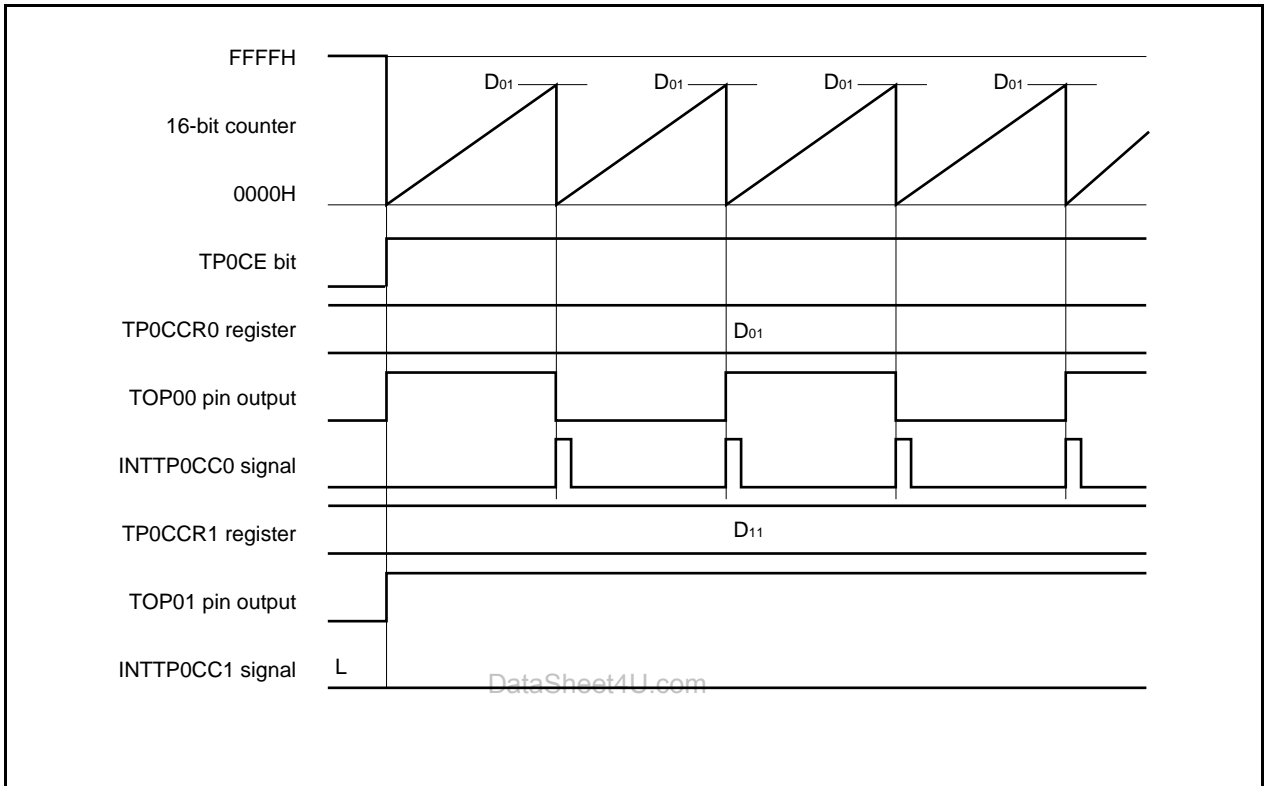 FFFFH
D01 D01 D01 D01
16-bit counter
0000H
TP0CE bit
TP0CCR0 register D01
TOP00 pin output
INTTP0CC0 signal
TP0CCR1 register D11
TOP01 pin output
INTTP0CC1 signal L
DataSheet4U.com